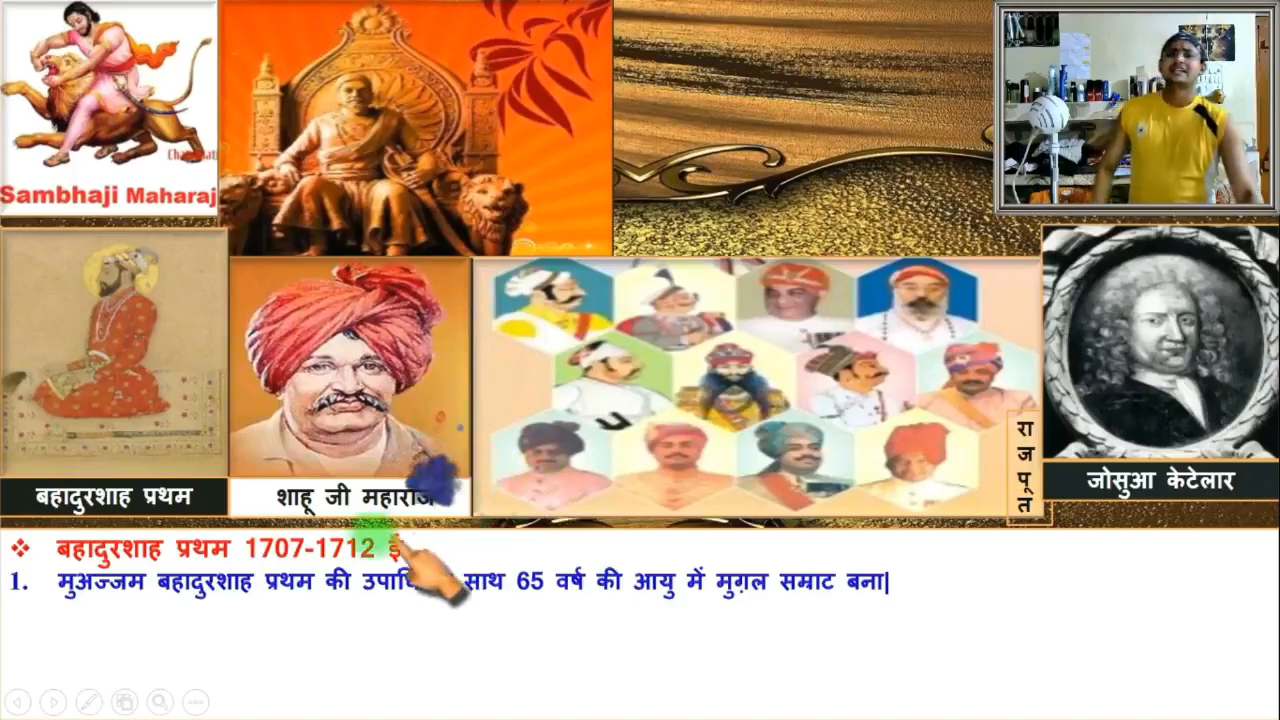 Sambhaji Maharaj
बहादुरशाह प्रथम
शाहू जी महाराज
राजपूत
जोसुआ केटेलार
❖ बहादुरशाह प्रथम 1707-1712 ई
1. मुअज्जम बहादुरशाह प्रथम की साथ 65 वर्ष की आयु में मुग़ल सम्राट बना|